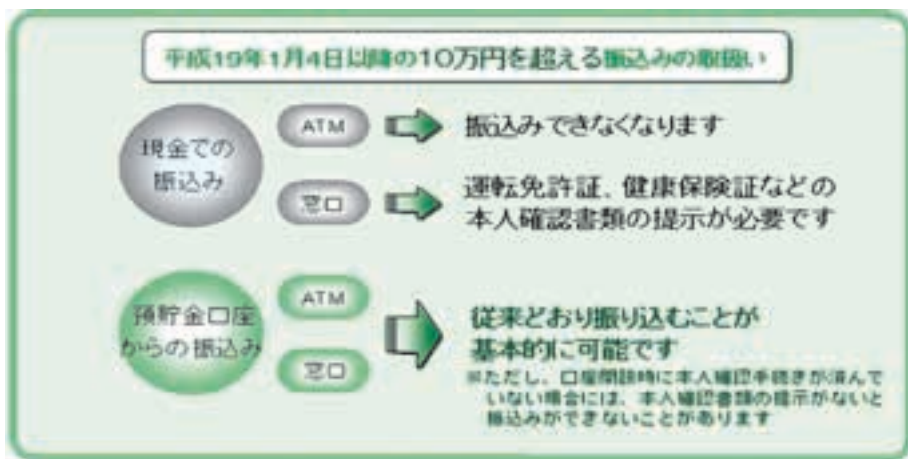 平成19年1月4日以降の10万円を超える振込みの取扱い
現金での
振込み
ATM
振込みできなくなります
窓口
運転免許証、健康保険証などの
本人確認書類の提示が必要です
預貯金口座
からの振込み
ATM
窓口
従来どおり振り込むことが
基本的に可能です
※ただし、口座開設時に本人確認手続きが済んで
いない場合には、本人確認書類の提示がないと
振込みができないことがあります